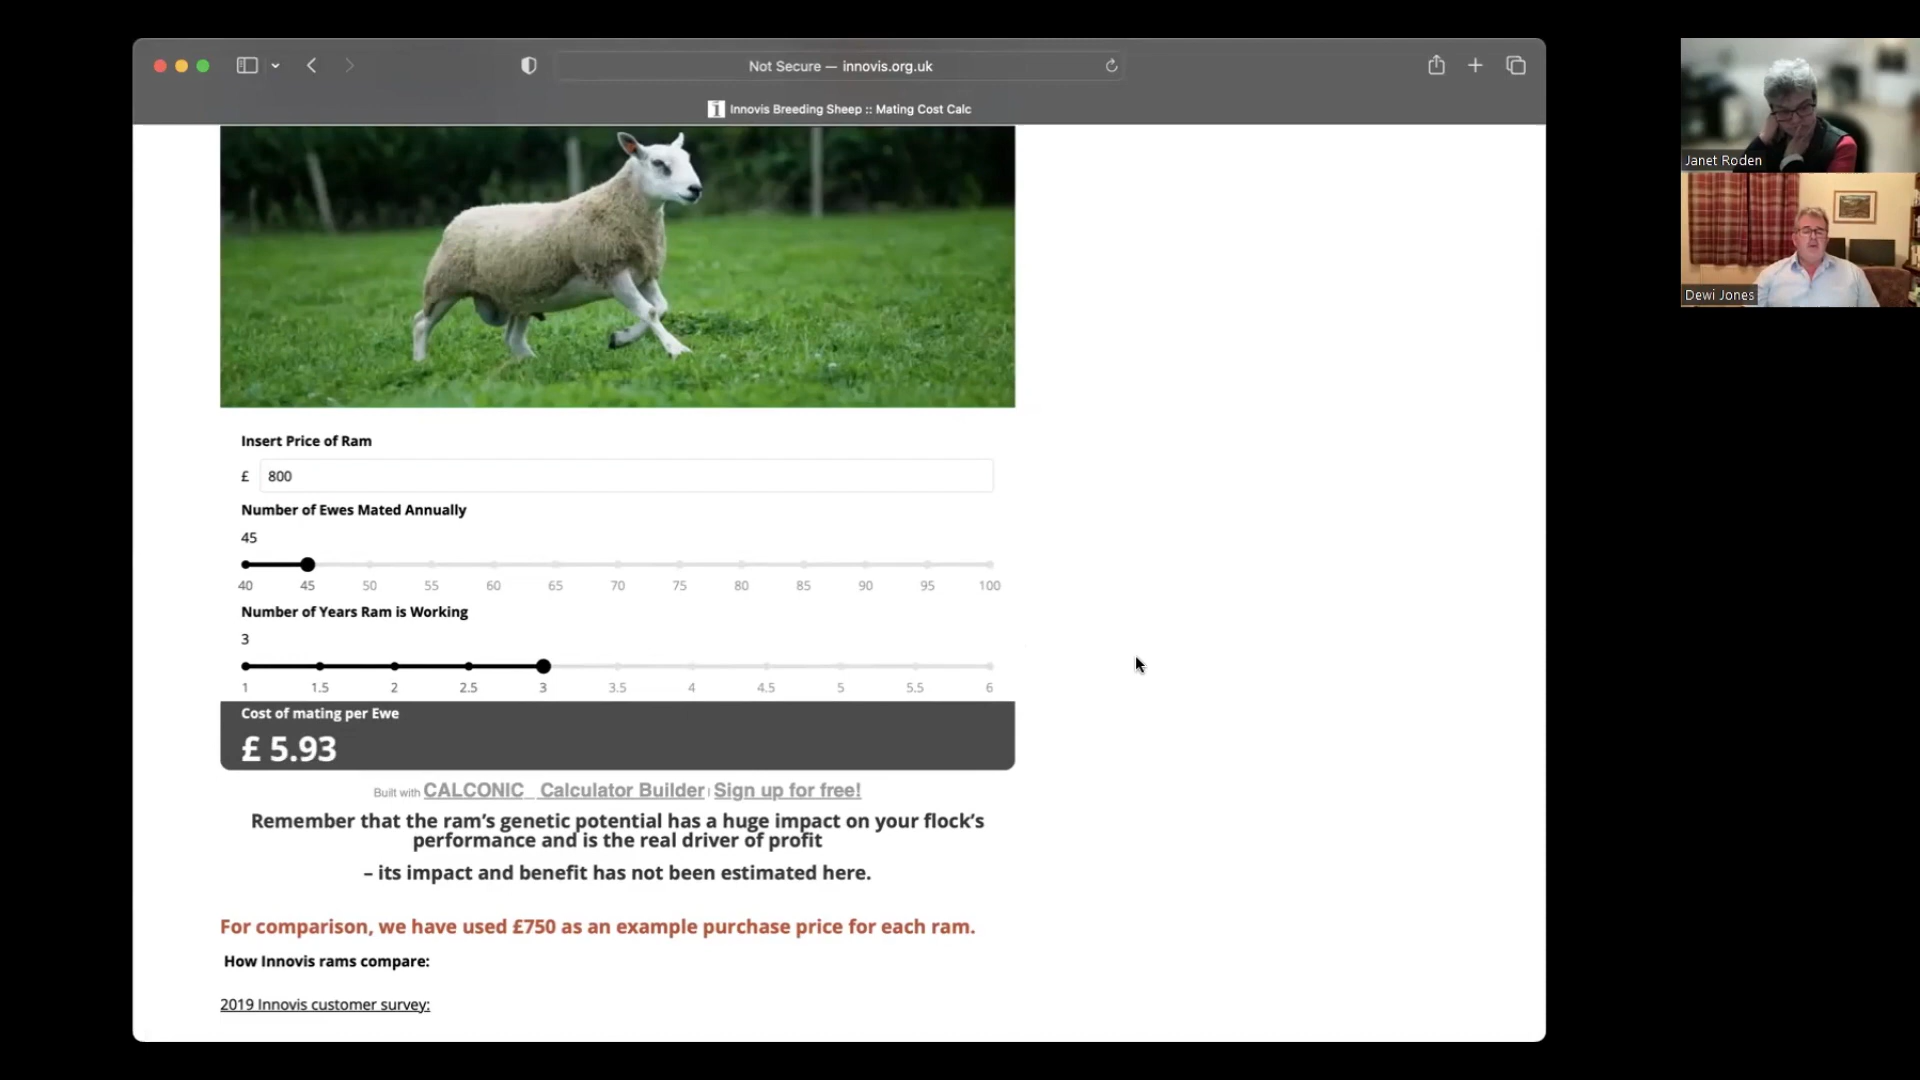 Not Secure — innovis.org.uk
Innovis Breeding Sheep :: Mating Cost Calc
Janet Roden
Dewi Jones
Insert Price of Ram
£ 800
Number of Ewes Mated Annually
45
40 45 50 55 60 65 70 75 80 85 90 95 100
Number of Years Ram is Working
3
1 1.5 2 2.5 3 3.5 4 4.5 5 5.5 6
Cost of mating per Ewe
£ 5.93
Built with CALCONIC_ Calculator Builder | Sign up for free!
Remember that the ram’s genetic potential has a huge impact on your flock’s
performance and is the real driver of profit
– its impact and benefit has not been estimated here.
For comparison, we have used £750 as an example purchase price for each ram.
How Innovis rams compare:
2019 Innovis customer survey: